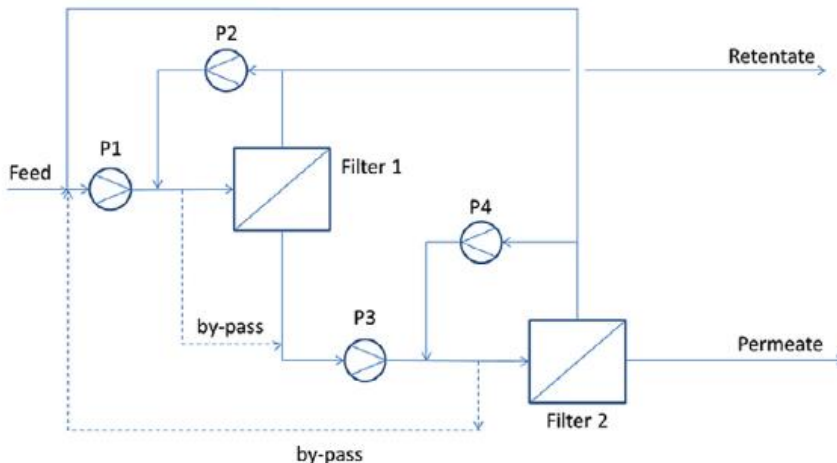 P2
Retentate
P1
Feed
Filter 1
P4
by-pass
P3
Permeate
Filter 2
by-pass